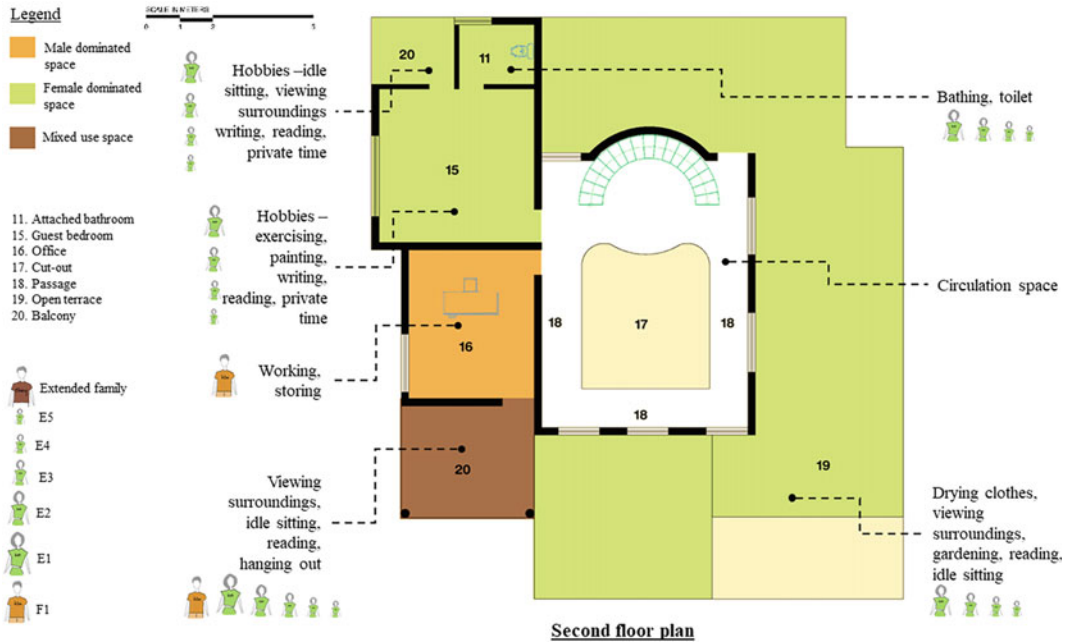 Legend
SCALE IN METERS
0 1 2 5
Male dominated
space
Female dominated
space
Mixed use space
11. Attached bathroom
15. Guest bedroom
16. Office
17. Cut-out
18. Passage
19. Open terrace
20. Balcony
Extended family
E5
E4
E3
E2
E1
F1
Hobbies –idle
sitting, viewing
surroundings
writing, reading,
private time
Hobbies –
exercising,
painting,
writing,
reading, private
time
Working,
storing
Viewing
surroundings,
idle sitting,
reading,
hanging out
20
11
15
16
20
18
17
18
18
19
Bathing, toilet
Circulation space
Drying clothes,
viewing
surroundings,
gardening, reading,
idle sitting
Second floor plan